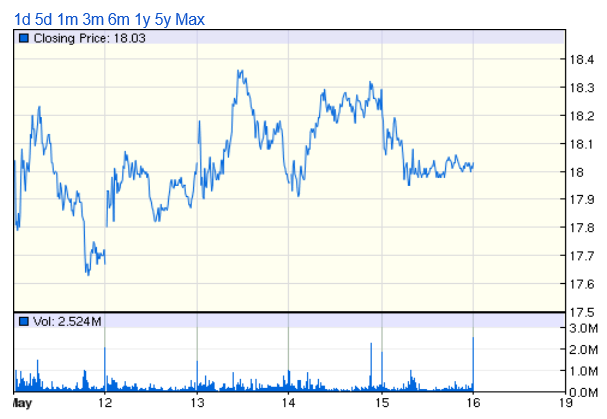 1d 5d 1m 3m 6m 1y 5y Max
Closing Price: 18.03
18.4
18.3
18.2
18.1
18
17.9
17.8
17.7
17.6
17.5
Vol: 2.524M
3.0M
2.0M
1.0M
0.0M
May 12 13 14 15 16 19